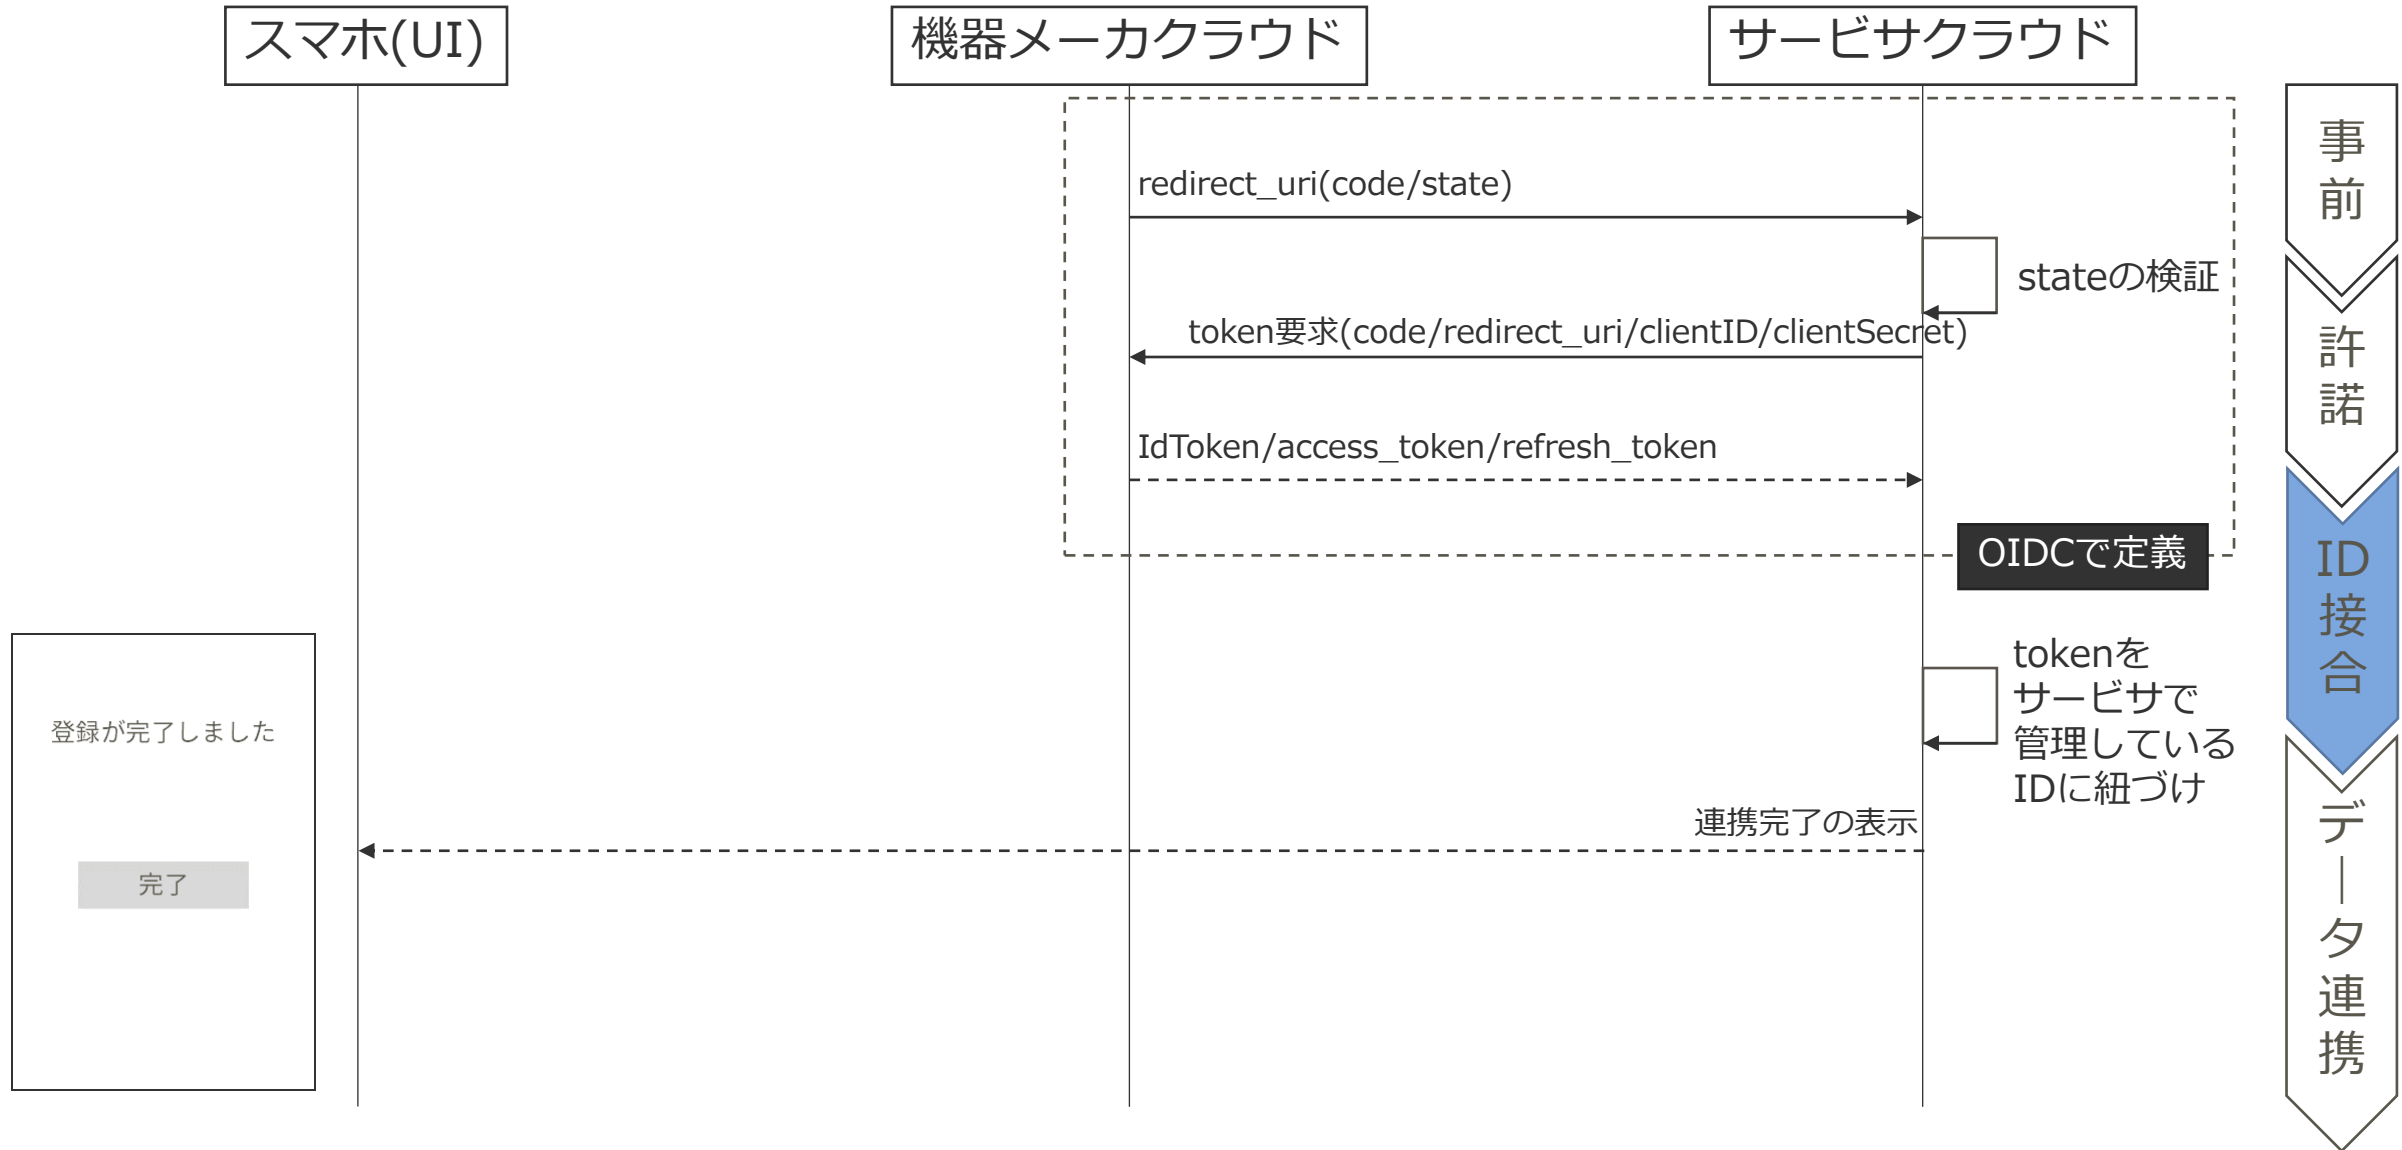 スマホ(UI)
機器メーカクラウド
サービサクラウド
redirect_uri(code/state)
stateの検証
token要求(code/redirect_uri/clientID/clientSecret)
IdToken/access_token/refresh_token
OIDCで定義
tokenを
サービサで
管理している
IDに紐づけ
連携完了の表示
登録が完了しました
完了
事前
許諾
ID接合
データ連携